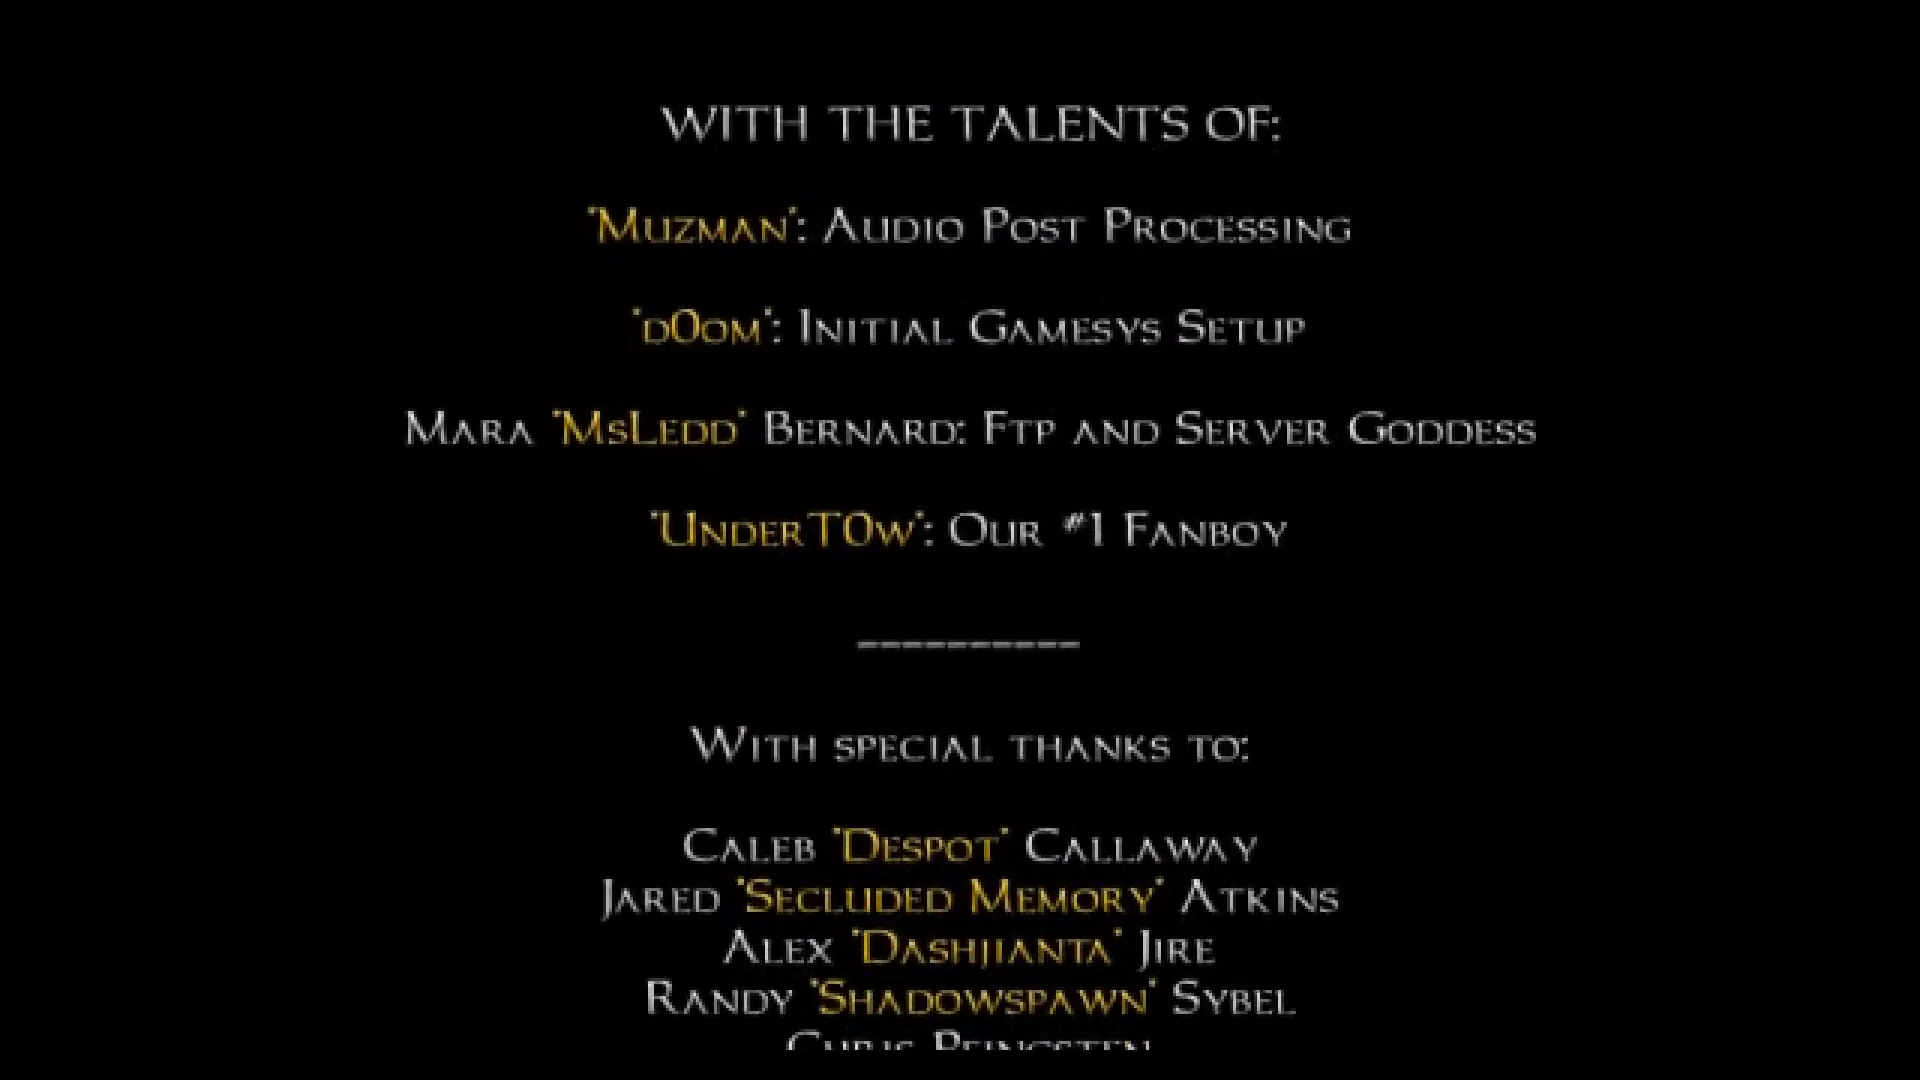 WITH THE TALENTS OF:
'Muzman': Audio Post Processing
'd0om': Initial Gamesys Setup
Mara 'MsLedd' Bernard: Ftp and Server Goddess
'UnderT0w': Our #1 Fanboy
----------
With special thanks to:
Caleb 'Despot' Callaway
Jared 'Secluded Memory' Atkins
Alex 'Dashjianta' Jire
Randy 'Shadowspawn' Sybel
Chris